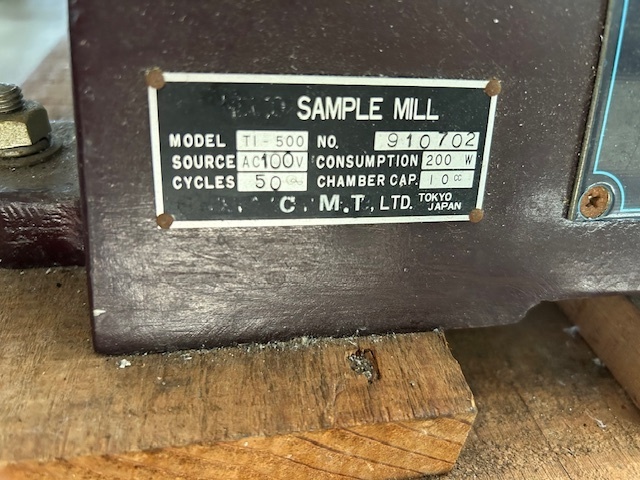 SAMPLE MILL
MODEL TI-500 NO. 910702
SOURCE AC100V CONSUMPTION 200 W
CYCLES 50 CHAMBER CAP. 10 cc
C. M. T., LTD. TOKYO JAPAN